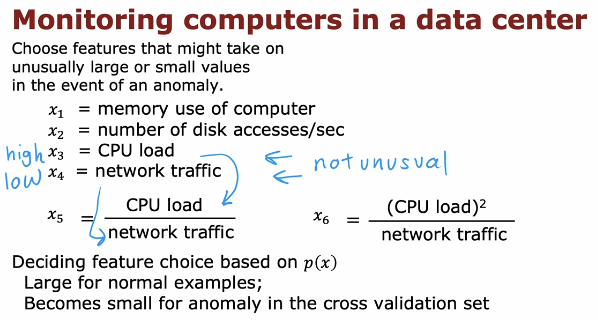 Monitoring computers in a data center
Choose features that might take on
unusually large or small values
in the event of an anomaly.
x₁ = memory use of computer
x₂ = number of disk accesses/sec
high x₃ = CPU load
low x₄ = network traffic
not unusual
x₅ = CPU load / network traffic
x₆ = (CPU load)² / network traffic
Deciding feature choice based on p(x)
Large for normal examples;
Becomes small for anomaly in the cross validation set